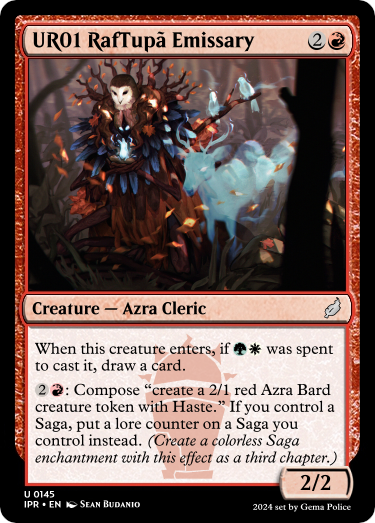 UR01 RafTupã Emissary 2
Creature — Azra Cleric
When this creature enters, if was spent
to cast it, draw a card.
2 : Compose “create a 2/1 red Azra Bard
creature token with Haste.” If you control a
Saga, put a lore counter on a Saga you
control instead. (Create a colorless Saga
enchantment with this effect as a third chapter.)
2/2
U 0145
IPR • EN Sean Budanio
2024 set by Gema Police